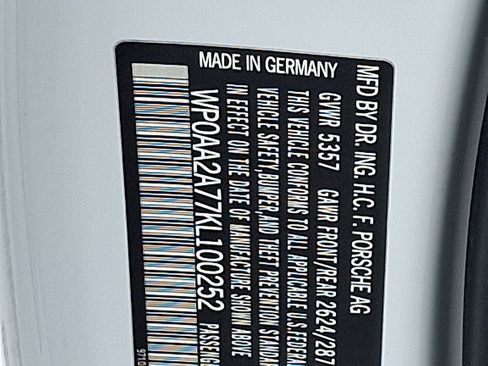 MADE IN GERMANY
MFD BY DR. ING. H.C. F. PORSCHE AG
GVWR 5357 GAWR FRONT/REAR 2624/287
THIS VEHICLE CONFORMS TO ALL APPLICABLE U.S. FEDERA
VEHICLE SAFETY, BUMPER, AND THEFT PREVENTION STANDA
IN EFFECT ON THE DATE OF MANUFACTURE SHOWN ABOVE
WP0AA2A77KL100252 PASSENGE